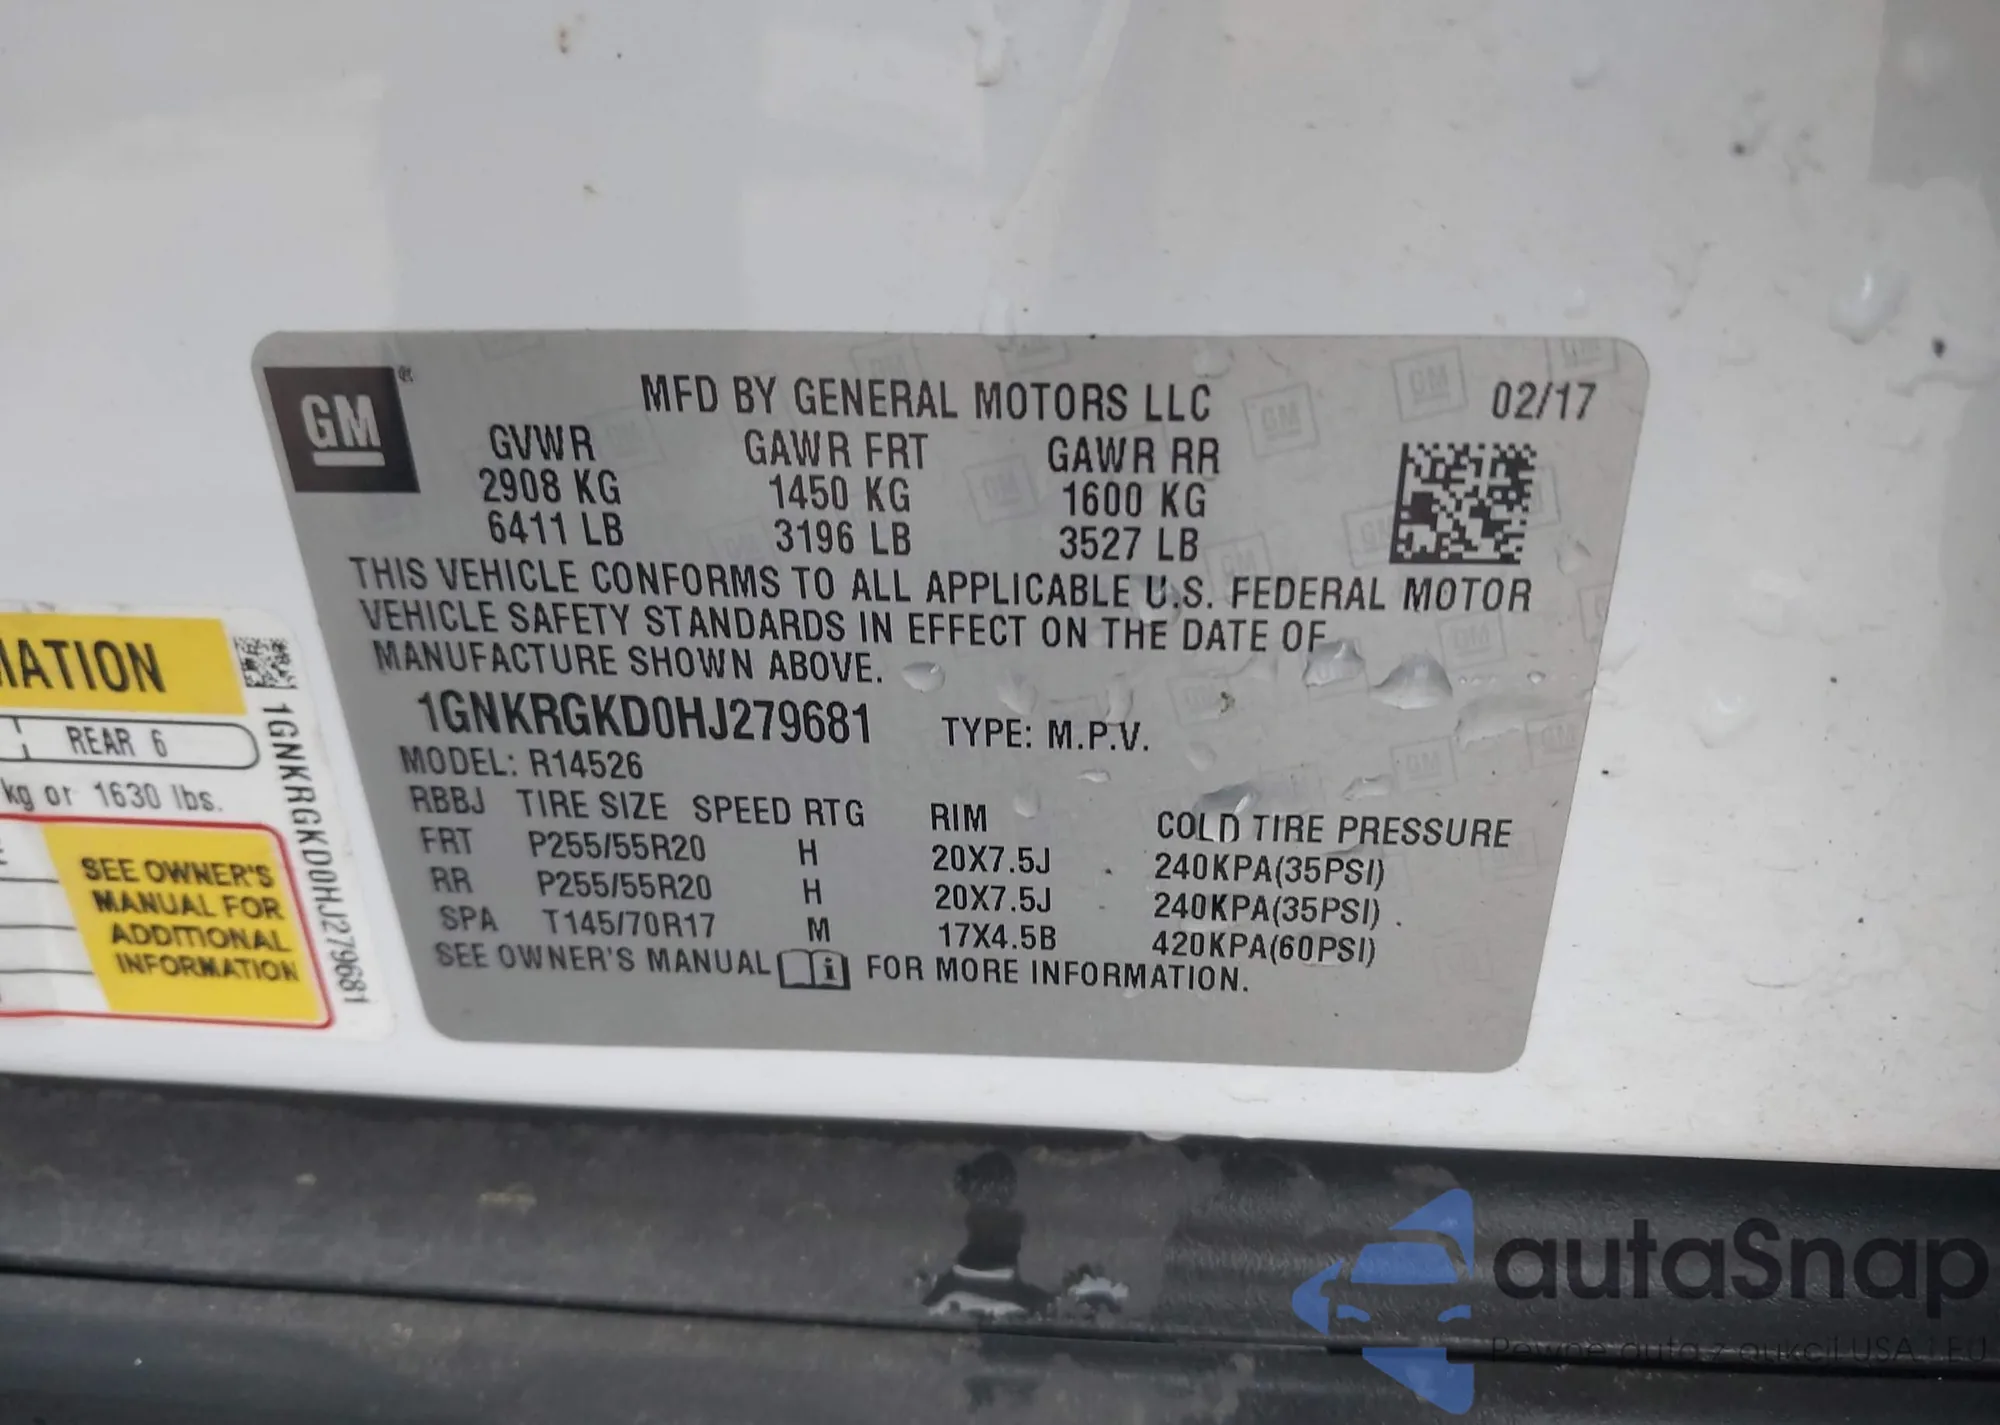 GM
MFD BY GENERAL MOTORS LLC 02/17
GVWR GAWR FRT GAWR RR
2908 KG 1450 KG 1600 KG
6411 LB 3196 LB 3527 LB
THIS VEHICLE CONFORMS TO ALL APPLICABLE U.S. FEDERAL MOTOR
VEHICLE SAFETY STANDARDS IN EFFECT ON THE DATE OF
MANUFACTURE SHOWN ABOVE.
1GNKRGKD0HJ279681 TYPE: M.P.V.
MODEL: R14526
RBBJ TIRE SIZE SPEED RTG RIM COLD TIRE PRESSURE
FRT P255/55R20 H 20X7.5J 240KPA(35PSI)
RR P255/55R20 H 20X7.5J 240KPA(35PSI)
SPA T145/70R17 M 17X4.5B 420KPA(60PSI)
SEE OWNER'S MANUAL i FOR MORE INFORMATION.
MATION
REAR 6
kg or 1630 lbs.
SEE OWNER'S
MANUAL FOR
ADDITIONAL
INFORMATION
1GNKRGKD0HJ279681
autaSnap
Pewne auta z aukcji USA i EU